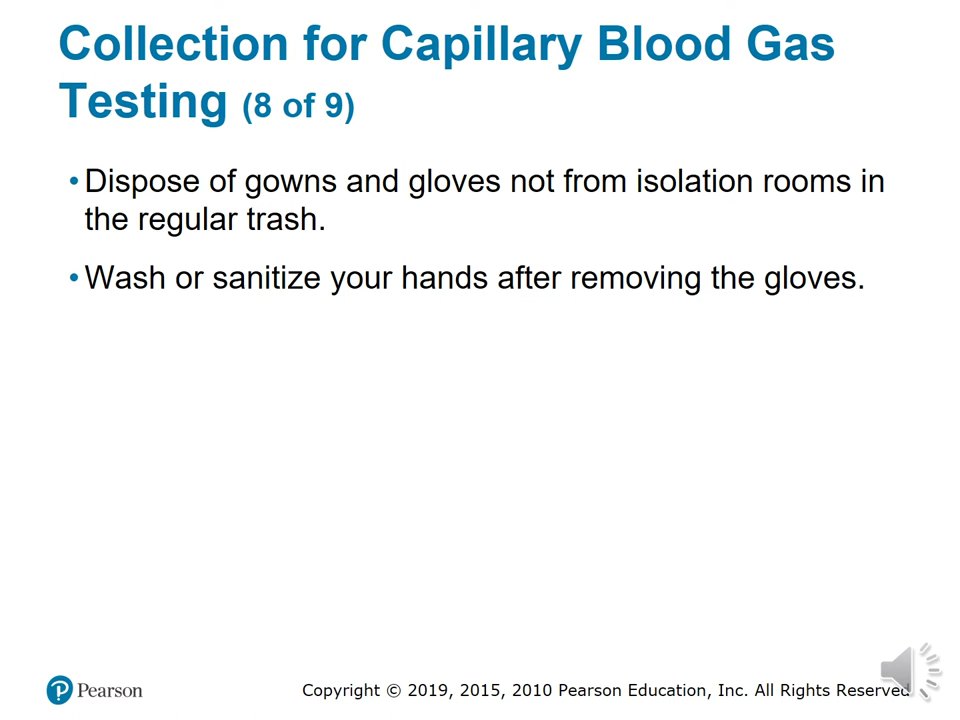 Collection for Capillary Blood Gas
Testing (8 of 9)
• Dispose of gowns and gloves not from isolation rooms in
the regular trash.
• Wash or sanitize your hands after removing the gloves.
Pearson
Copyright © 2019, 2015, 2010 Pearson Education, Inc. All Rights Reserved